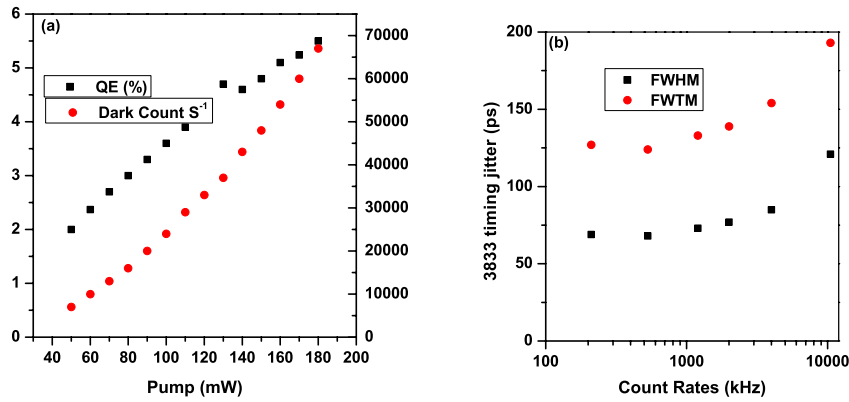 (a)
6
5
4
3
2
1
0
QE (%)
Dark Count S⁻¹
70000
60000
50000
40000
30000
20000
10000
0
40 60 80 100 120 140 160 180 200
Pump (mW)
(b)
3833 timing jitter (ps)
200
150
100
50
0
FWHM
FWTM
100 1000 10000
Count Rates (kHz)